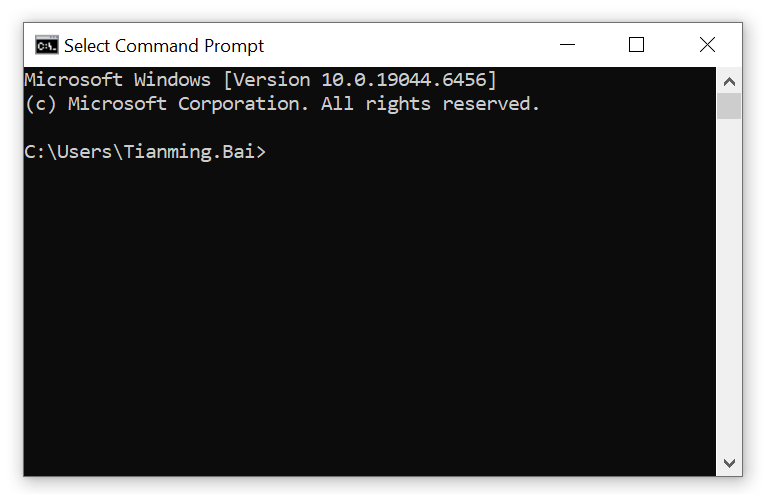 Select Command Prompt
Microsoft Windows [Version 10.0.19044.6456]
(c) Microsoft Corporation. All rights reserved.
C:\Users\Tianming.Bai>